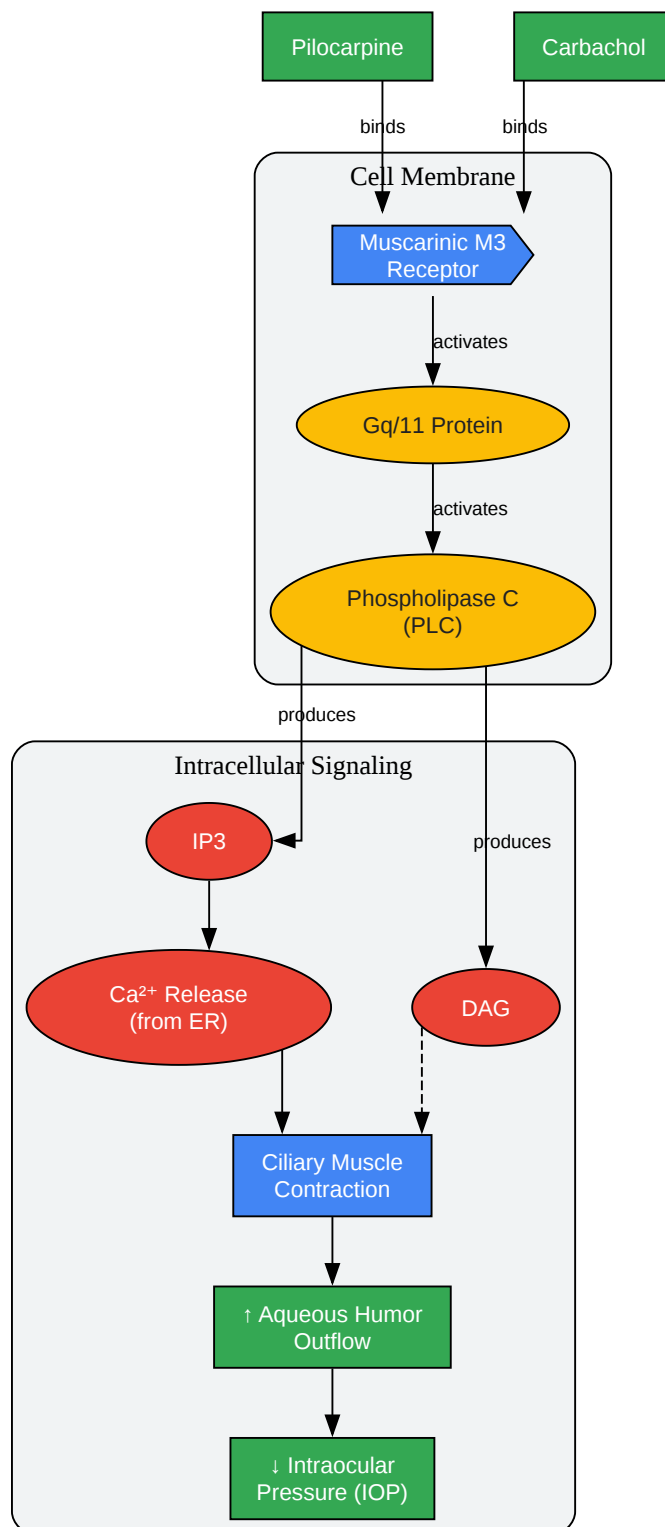 Pilocarpine
Carbachol
binds
binds
Cell Membrane
Muscarinic M3
Receptor
activates
Gq/11 Protein
activates
Phospholipase C
(PLC)
produces
Intracellular Signaling
IP3
produces
Ca²⁺ Release
(from ER)
DAG
Ciliary Muscle
Contraction
↑ Aqueous Humor
Outflow
↓ Intraocular
Pressure (IOP)